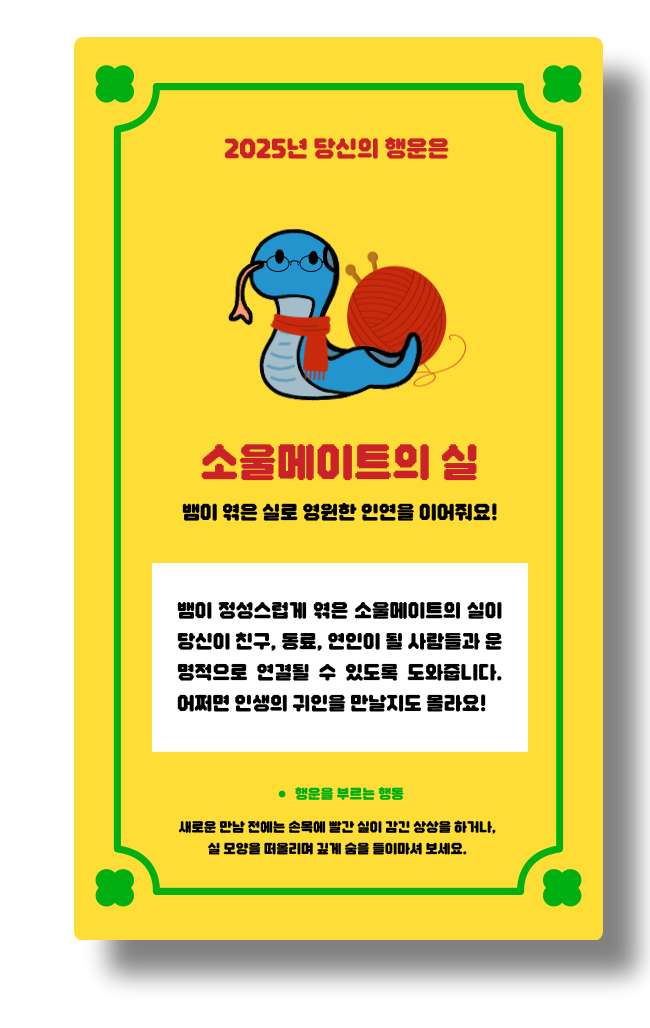 2025년 당신의 행운은
소울메이트의 실
뱀이 엮은 실로 영원한 인연을 이어줘요!
뱀이 정성스럽게 엮은 소울메이트의 실이
당신이 친구, 동료, 연인이 될 사람들과 운
명적으로 연결될 수 있도록 도와줍니다.
어쩌면 인생의 귀인을 만날지도 몰라요!
• 행운을 부르는 행동
새로운 만남 전에는 손목에 빨간 실이 감긴 상상을 하거나,
실 모양을 떠올리며 깊게 숨을 들이마셔 보세요.